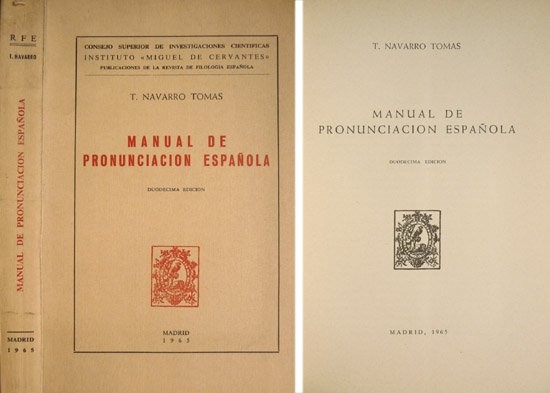 R F E
T. NAVARRO
MANUAL DE PRONUNCIACION ESPAÑOLA
MADRID
1965
CONSEJO SUPERIOR DE INVESTIGACIONES CIENTIFICAS
INSTITUTO «MIGUEL DE CERVANTES»
PUBLICACIONES DE LA REVISTA DE FILOLOGIA ESPAÑOLA
T. NAVARRO TOMAS
MANUAL DE
PRONUNCIACION ESPAÑOLA
DUODECIMA EDICION
MADRID
1965
T. NAVARRO TOMAS
MANUAL DE
PRONUNCIACION ESPAÑOLA
DUODECIMA EDICION
MADRID, 1965